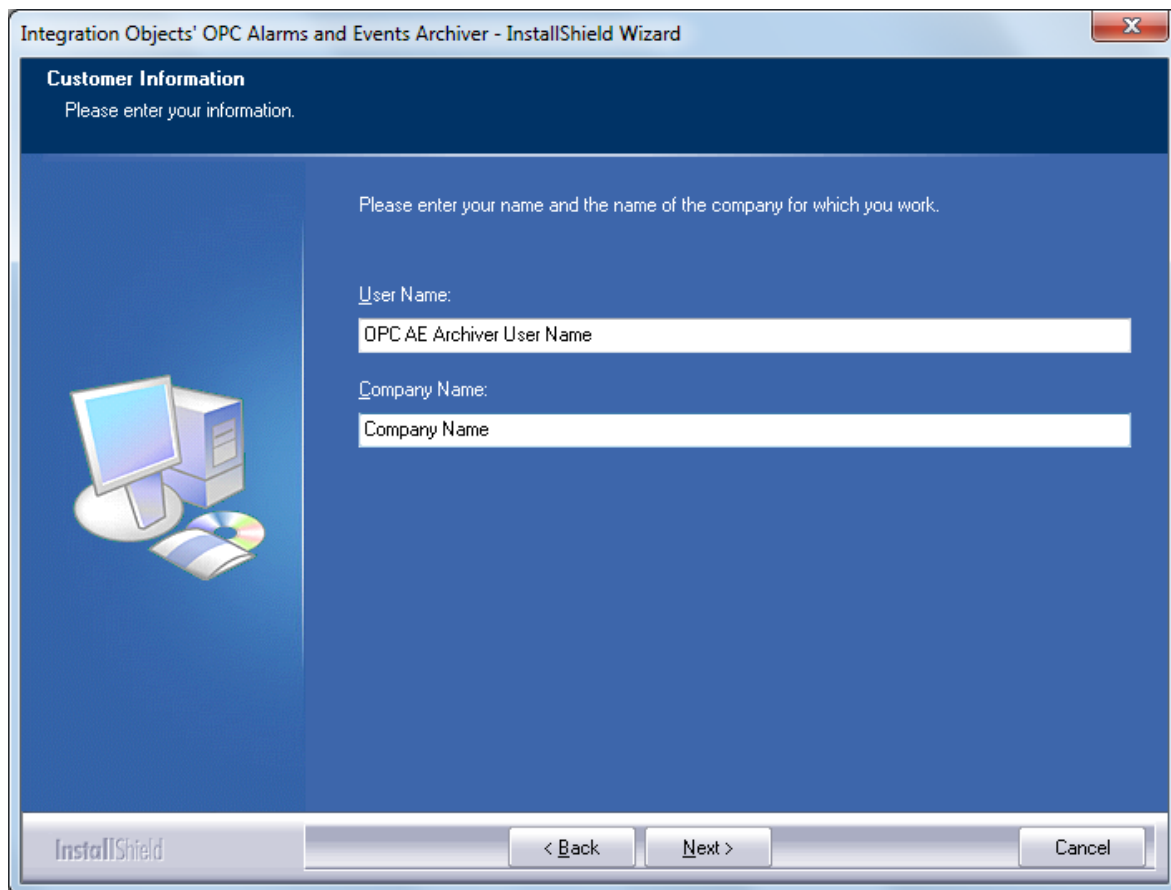 Integration Objects' OPC Alarms and Events Archiver - InstallShield Wizard
Customer Information
Please enter your information.
Please enter your name and the name of the company for which you work.
User Name:
OPC AE Archiver User Name
Company Name:
Company Name
InstallShield
< Back
Next >
Cancel